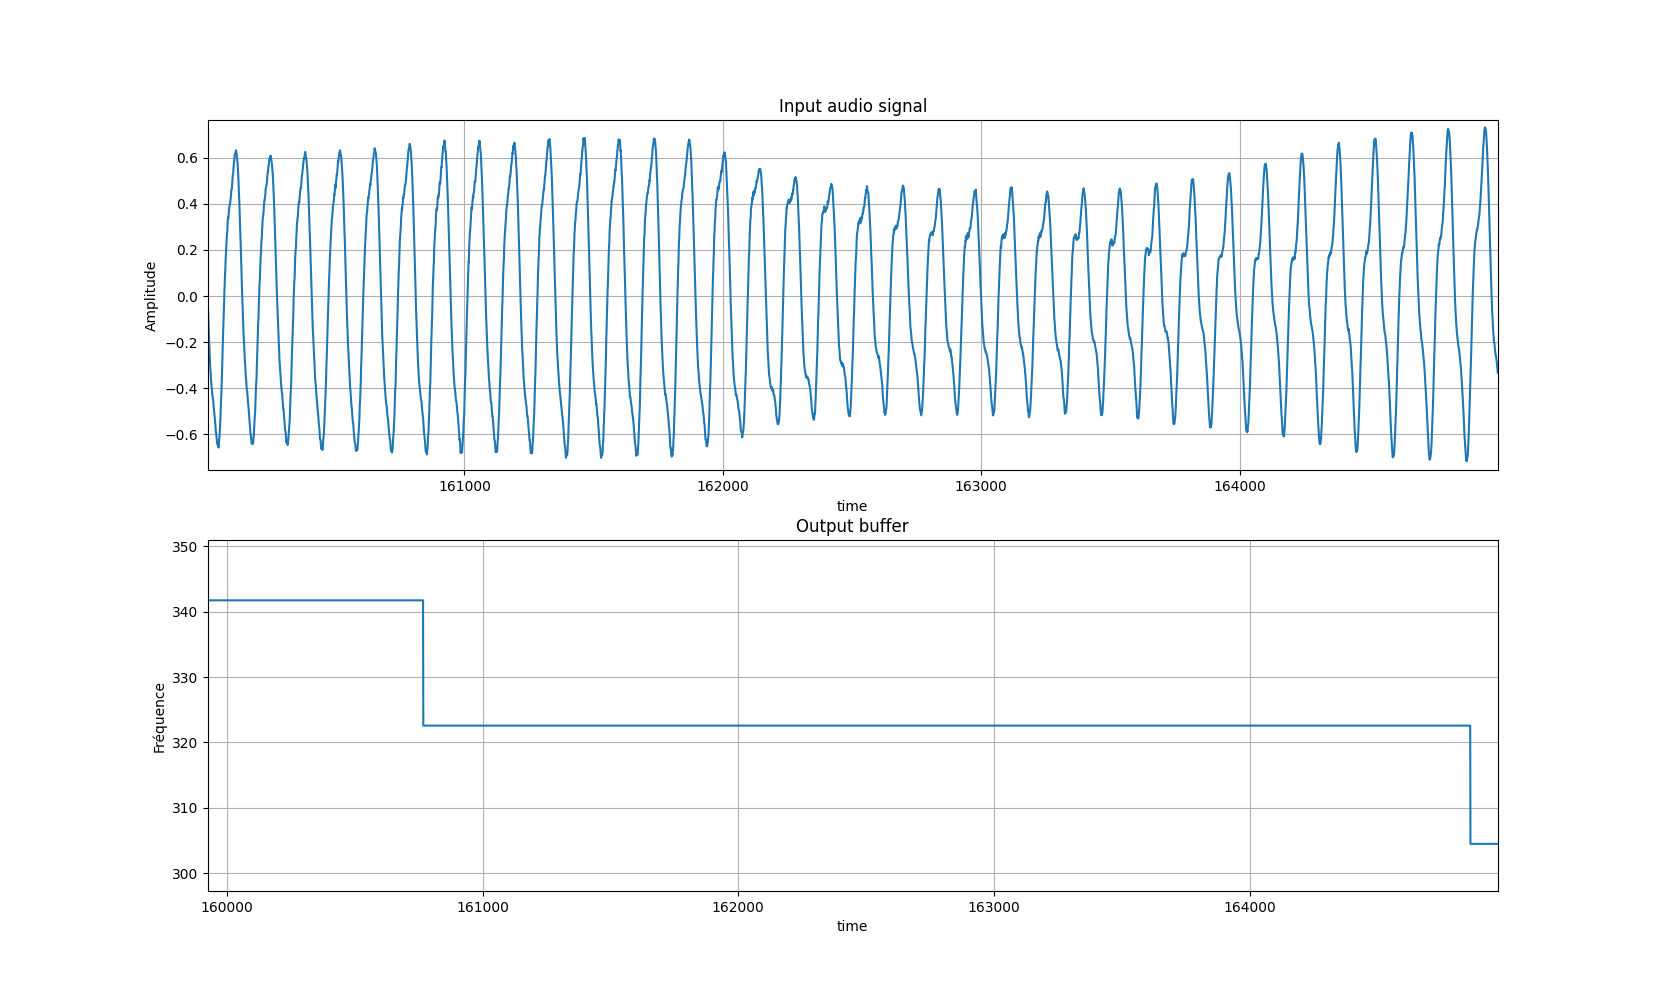 Input audio signal
0.6
0.4
0.2
0.0
−0.2
−0.4
−0.6
Amplitude
161000 162000 163000 164000
time
Output buffer
350
340
330
320
310
300
Fréquence
160000 161000 162000 163000 164000
time